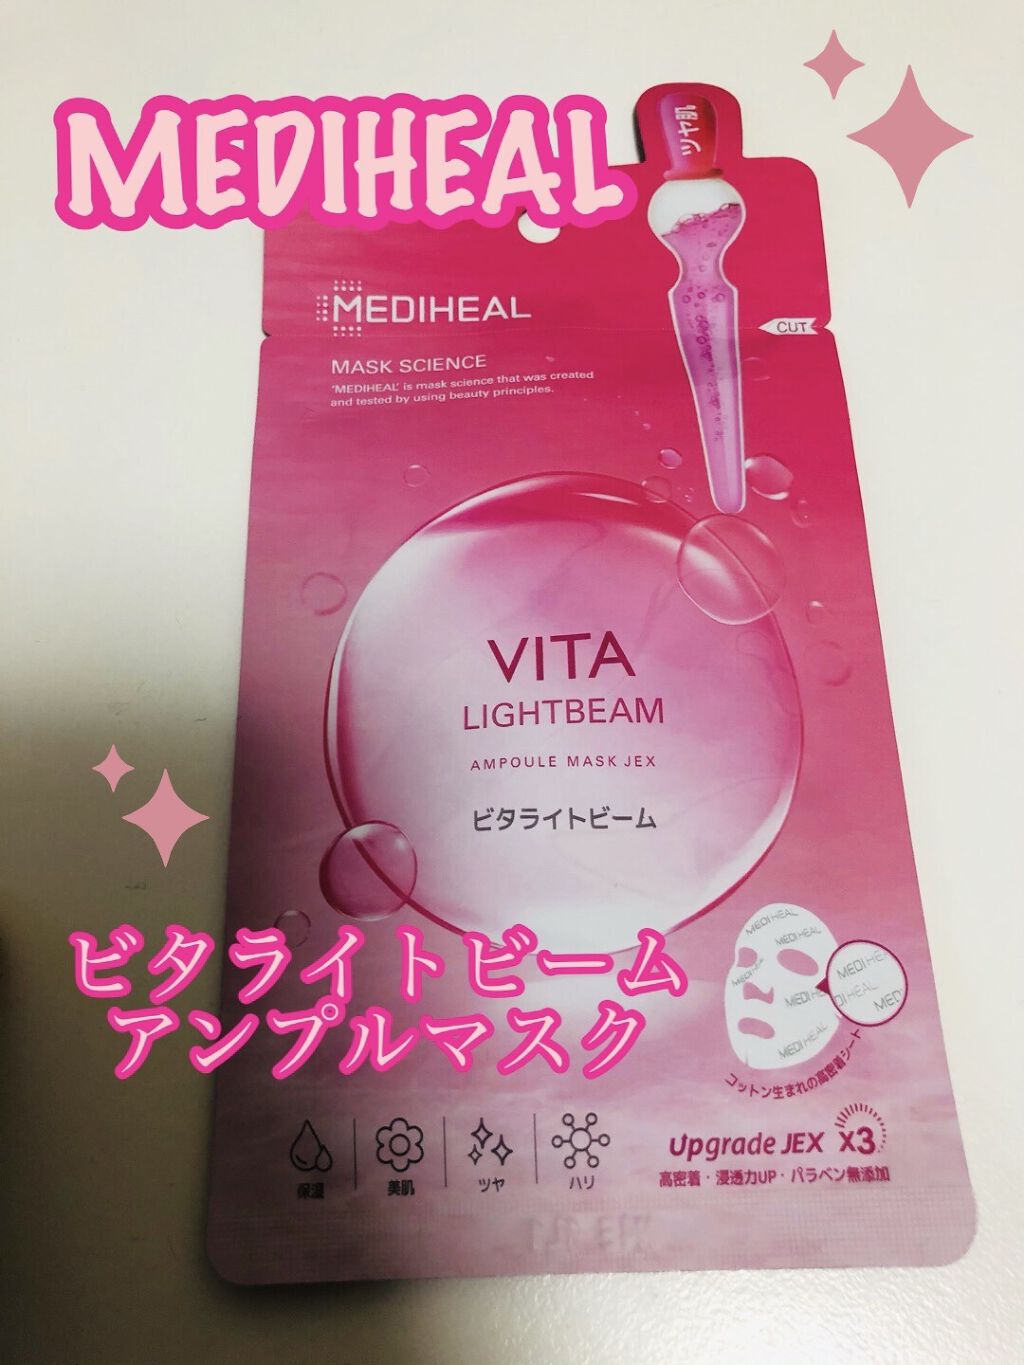 MEDIHEAL
ツヤ肌
MEDIHEAL
CUT
MASK SCIENCE
'MEDIHEAL' is mask science that was created
and tested by using beauty principles.
VITA
LIGHTBEAM
AMPOULE MASK JEX
ビタライトビーム
ビタライトビーム
アンプルマスク
MEDIHEAL
MEDIHEAL
MEDIHEAL
コットン生まれの高密着シート
保湿
美肌
ツヤ
ハリ
Upgrade JEX X3
高密着・浸透力UP・パラベン無添加